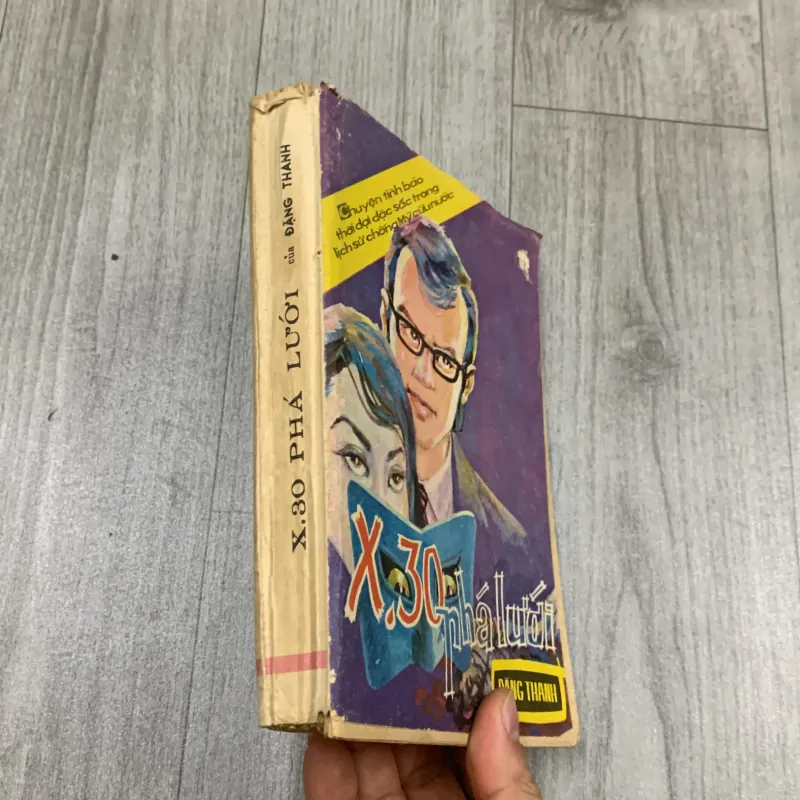 X.30 PHÁ LƯỚI của ĐẶNG THANH
Chuyện tình báo
thời đại đặc sắc trong
lịch sử chống Mỹ cứu nước
X.30
phá lưới
ĐẶNG THANH